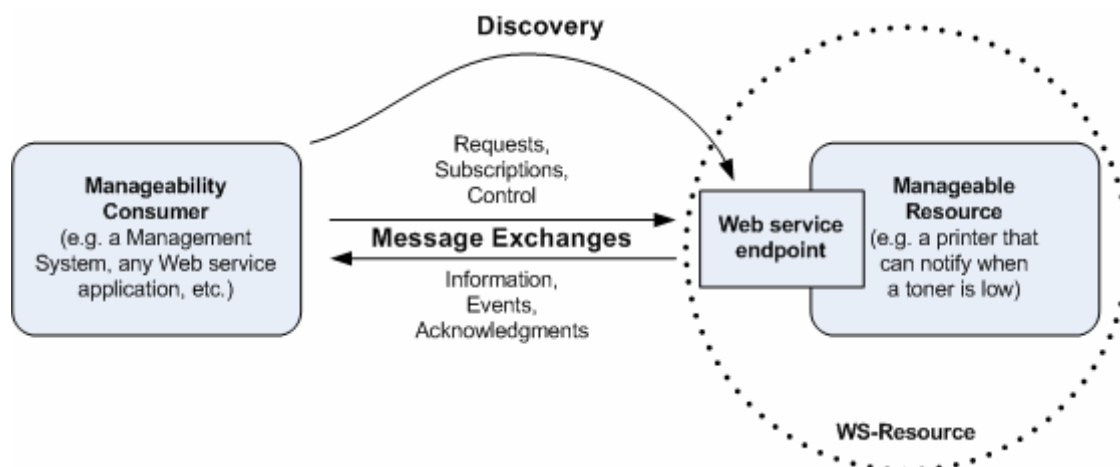 Discovery
Requests,
Subscriptions,
Control
Message Exchanges
Information,
Events,
Acknowledgments
Manageability
Consumer
(e.g. a Management
System, any Web service
application, etc.)
Web service
endpoint
Manageable
Resource
(e.g. a printer that
can notify when
a toner is low)
WS-Resource